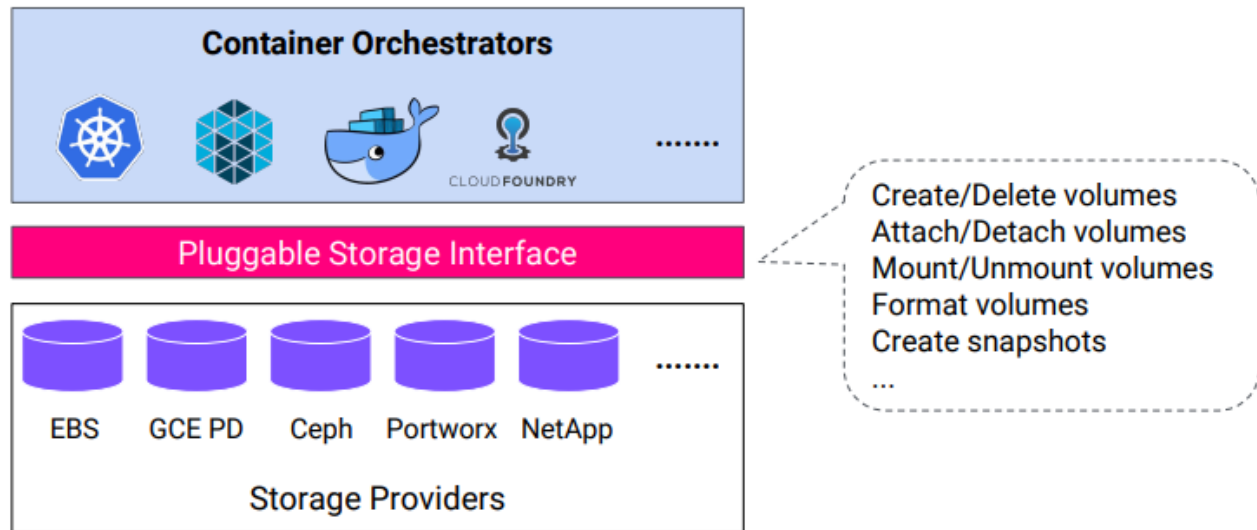 Container Orchestrators
CLOUDFOUNDRY
.......
Pluggable Storage Interface
Create/Delete volumes
Attach/Detach volumes
Mount/Unmount volumes
Format volumes
Create snapshots
...
.......
EBS GCE PD Ceph Portworx NetApp
Storage Providers